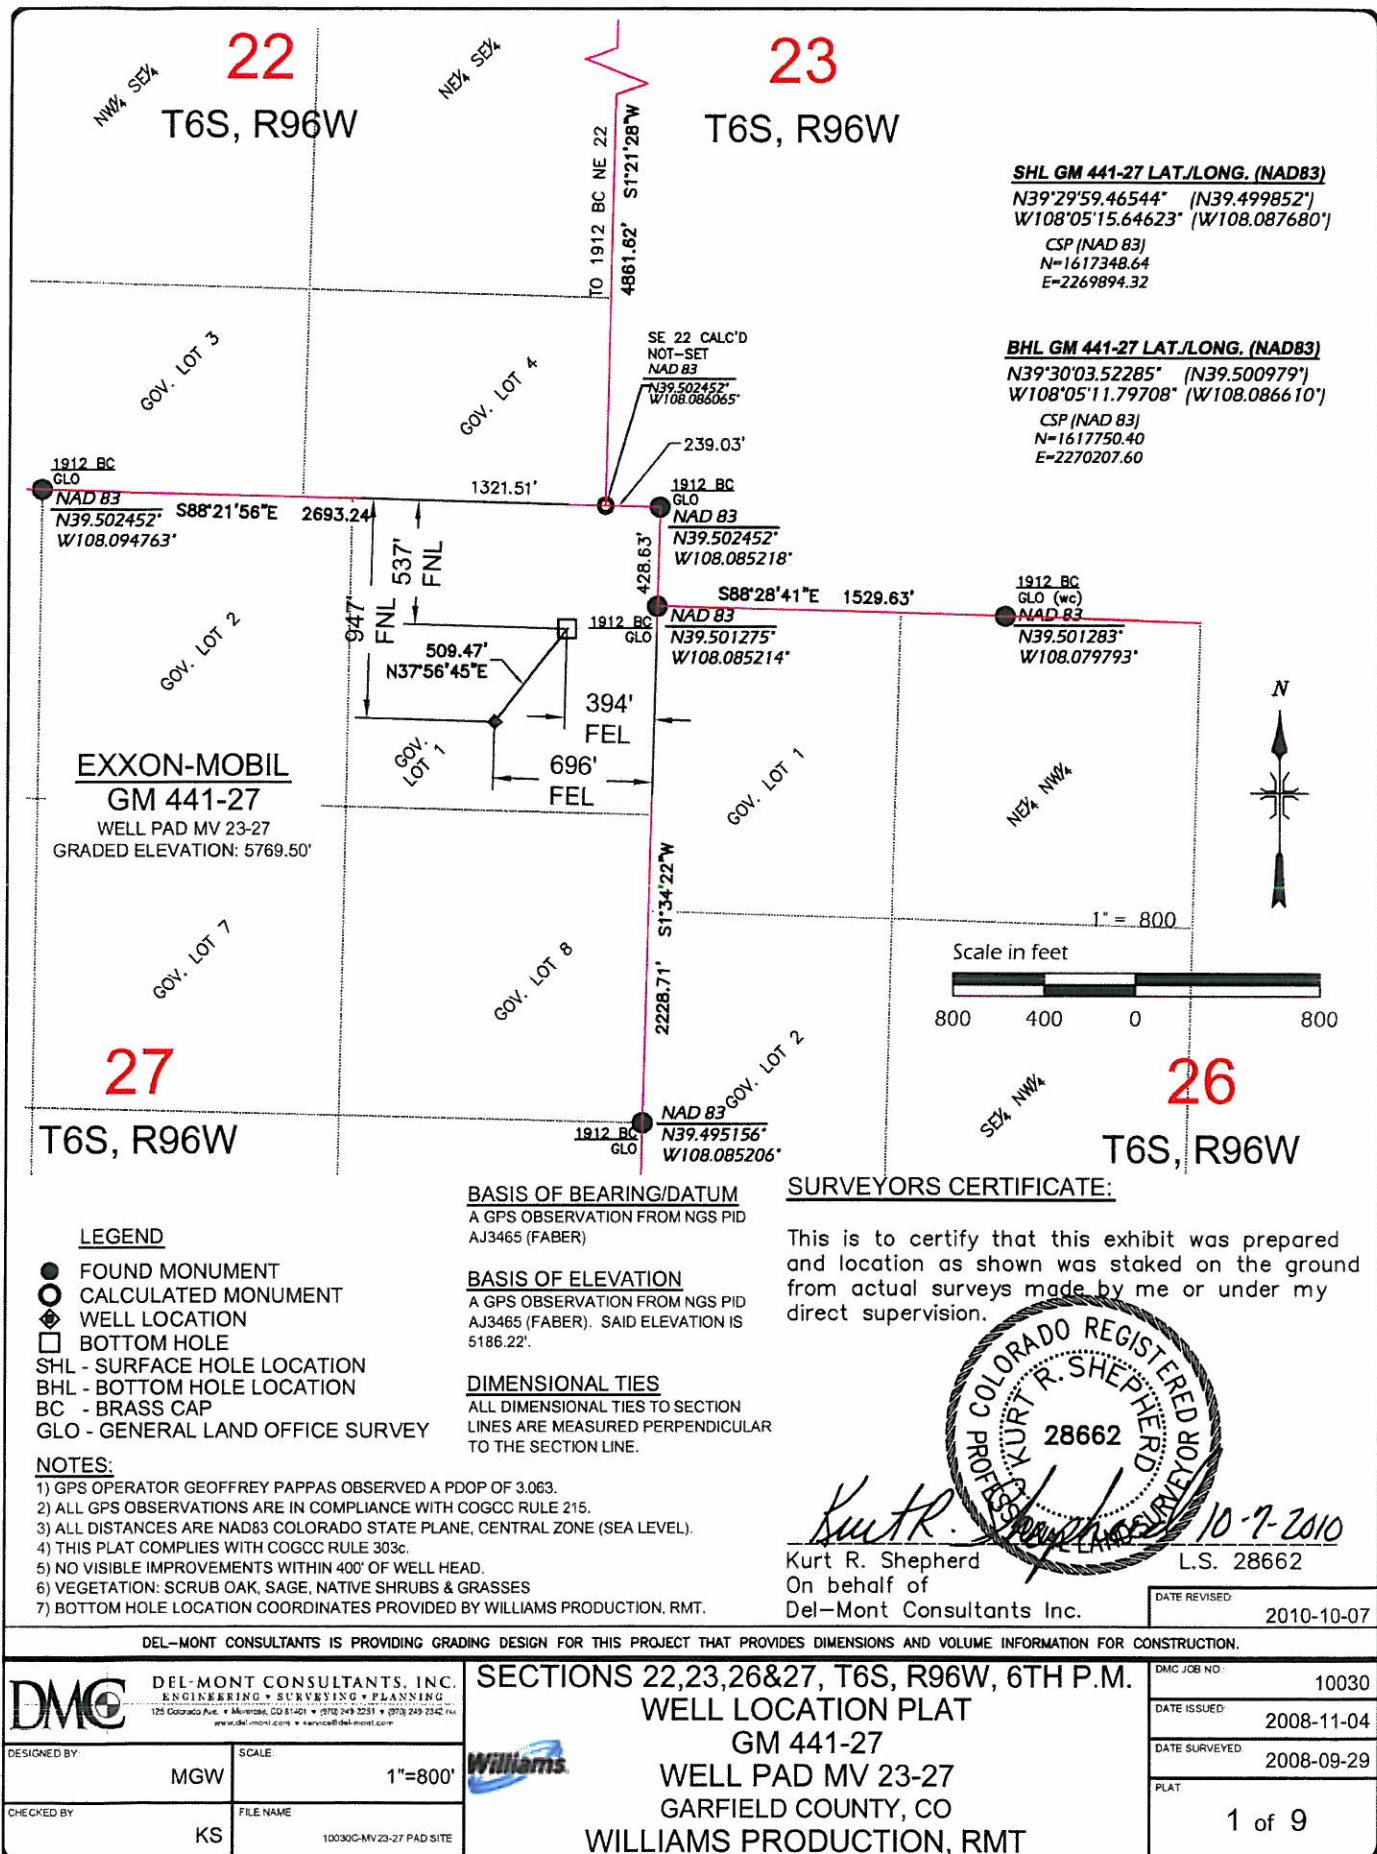 22
T6S, R96W
NW¼ SE¼
NE¼ SE¼
23
T6S, R96W
TO 1912 BC NE 22
4861.62' S1°21'28"W
SHL GM 441-27 LAT./LONG. (NAD83)
N39°29'59.46544" (N39.499852°)
W108°05'15.64623" (W108.087680°)
CSP (NAD 83)
N=1617348.64
E=2269894.32
BHL GM 441-27 LAT./LONG. (NAD83)
N39°30'03.52285" (N39.500979°)
W108°05'11.79708" (W108.086610°)
CSP (NAD 83)
N=1617750.40
E=2270207.60
GOV. LOT 3
GOV. LOT 4
SE 22 CALC'D
NOT-SET
NAD 83
N39.502452°
W108.086065°
239.03'
1912 BC
GLO
NAD 83
N39.502452°
W108.094763°
S88°21'56"E 2693.24
1321.51'
1912 BC
GLO
NAD 83
N39.502452°
W108.085218°
428.63'
537'
FNL
947'
FNL
S88°28'41"E 1529.63'
1912 BC
GLO
NAD 83
N39.501275°
W108.085214°
1912 BC
GLO (wc)
NAD 83
N39.501283°
W108.079793°
GOV. LOT 2
509.47'
N37°56'45"E
394'
FEL
696'
FEL
GOV.
LOT 1
GOV. LOT 1
NE¼ NW¼
N
EXXON-MOBIL
GM 441-27
WELL PAD MV 23-27
GRADED ELEVATION: 5769.50'
2228.71' S1°34'22"W
GOV. LOT 7
GOV. LOT 8
GOV. LOT 2
SE¼ NW¼
1" = 800
Scale in feet
800 400 0 800
27
T6S, R96W
26
T6S, R96W
1912 BC
GLO
NAD 83
N39.495156°
W108.085206°
LEGEND
FOUND MONUMENT
CALCULATED MONUMENT
WELL LOCATION
BOTTOM HOLE
SHL - SURFACE HOLE LOCATION
BHL - BOTTOM HOLE LOCATION
BC - BRASS CAP
GLO - GENERAL LAND OFFICE SURVEY
BASIS OF BEARING/DATUM
A GPS OBSERVATION FROM NGS PID
AJ3465 (FABER)
BASIS OF ELEVATION
A GPS OBSERVATION FROM NGS PID
AJ3465 (FABER). SAID ELEVATION IS
5186.22'.
DIMENSIONAL TIES
ALL DIMENSIONAL TIES TO SECTION
LINES ARE MEASURED PERPENDICULAR
TO THE SECTION LINE.
SURVEYORS CERTIFICATE:
This is to certify that this exhibit was prepared
and location as shown was staked on the ground
from actual surveys made by me or under my
direct supervision.
COLORADO REGISTERED
PROFESSIONAL LAND SURVEYOR
KURT R. SHEPHERD
28662
Kurt R. Shepherd 10-7-2010
Kurt R. Shepherd L.S. 28662
On behalf of
Del-Mont Consultants Inc.
NOTES:
1) GPS OPERATOR GEOFFREY PAPPAS OBSERVED A PDOP OF 3.063.
2) ALL GPS OBSERVATIONS ARE IN COMPLIANCE WITH COGCC RULE 215.
3) ALL DISTANCES ARE NAD83 COLORADO STATE PLANE, CENTRAL ZONE (SEA LEVEL).
4) THIS PLAT COMPLIES WITH COGCC RULE 303c.
5) NO VISIBLE IMPROVEMENTS WITHIN 400' OF WELL HEAD.
6) VEGETATION: SCRUB OAK, SAGE, NATIVE SHRUBS & GRASSES
7) BOTTOM HOLE LOCATION COORDINATES PROVIDED BY WILLIAMS PRODUCTION, RMT.
DATE REVISED:
2010-10-07
DEL-MONT CONSULTANTS IS PROVIDING GRADING DESIGN FOR THIS PROJECT THAT PROVIDES DIMENSIONS AND VOLUME INFORMATION FOR CONSTRUCTION.
DMC
DEL-MONT CONSULTANTS, INC.
ENGINEERING ▾ SURVEYING ▾ PLANNING
125 Colorado Ave. ▾ Montrose, CO 81401 ▾ (970) 249-2251 ▾ (970) 249-2342 FAX
www.del-mont.com ▾ service@del-mont.com
DESIGNED BY:
MGW
SCALE:
1"=800'
CHECKED BY
KS
FILE NAME
10030C-MV23-27 PAD SITE
Williams
SECTIONS 22,23,26&27, T6S, R96W, 6TH P.M.
WELL LOCATION PLAT
GM 441-27
WELL PAD MV 23-27
GARFIELD COUNTY, CO
WILLIAMS PRODUCTION, RMT
DMC JOB NO.:
10030
DATE ISSUED:
2008-11-04
DATE SURVEYED:
2008-09-29
PLAT
1 of 9